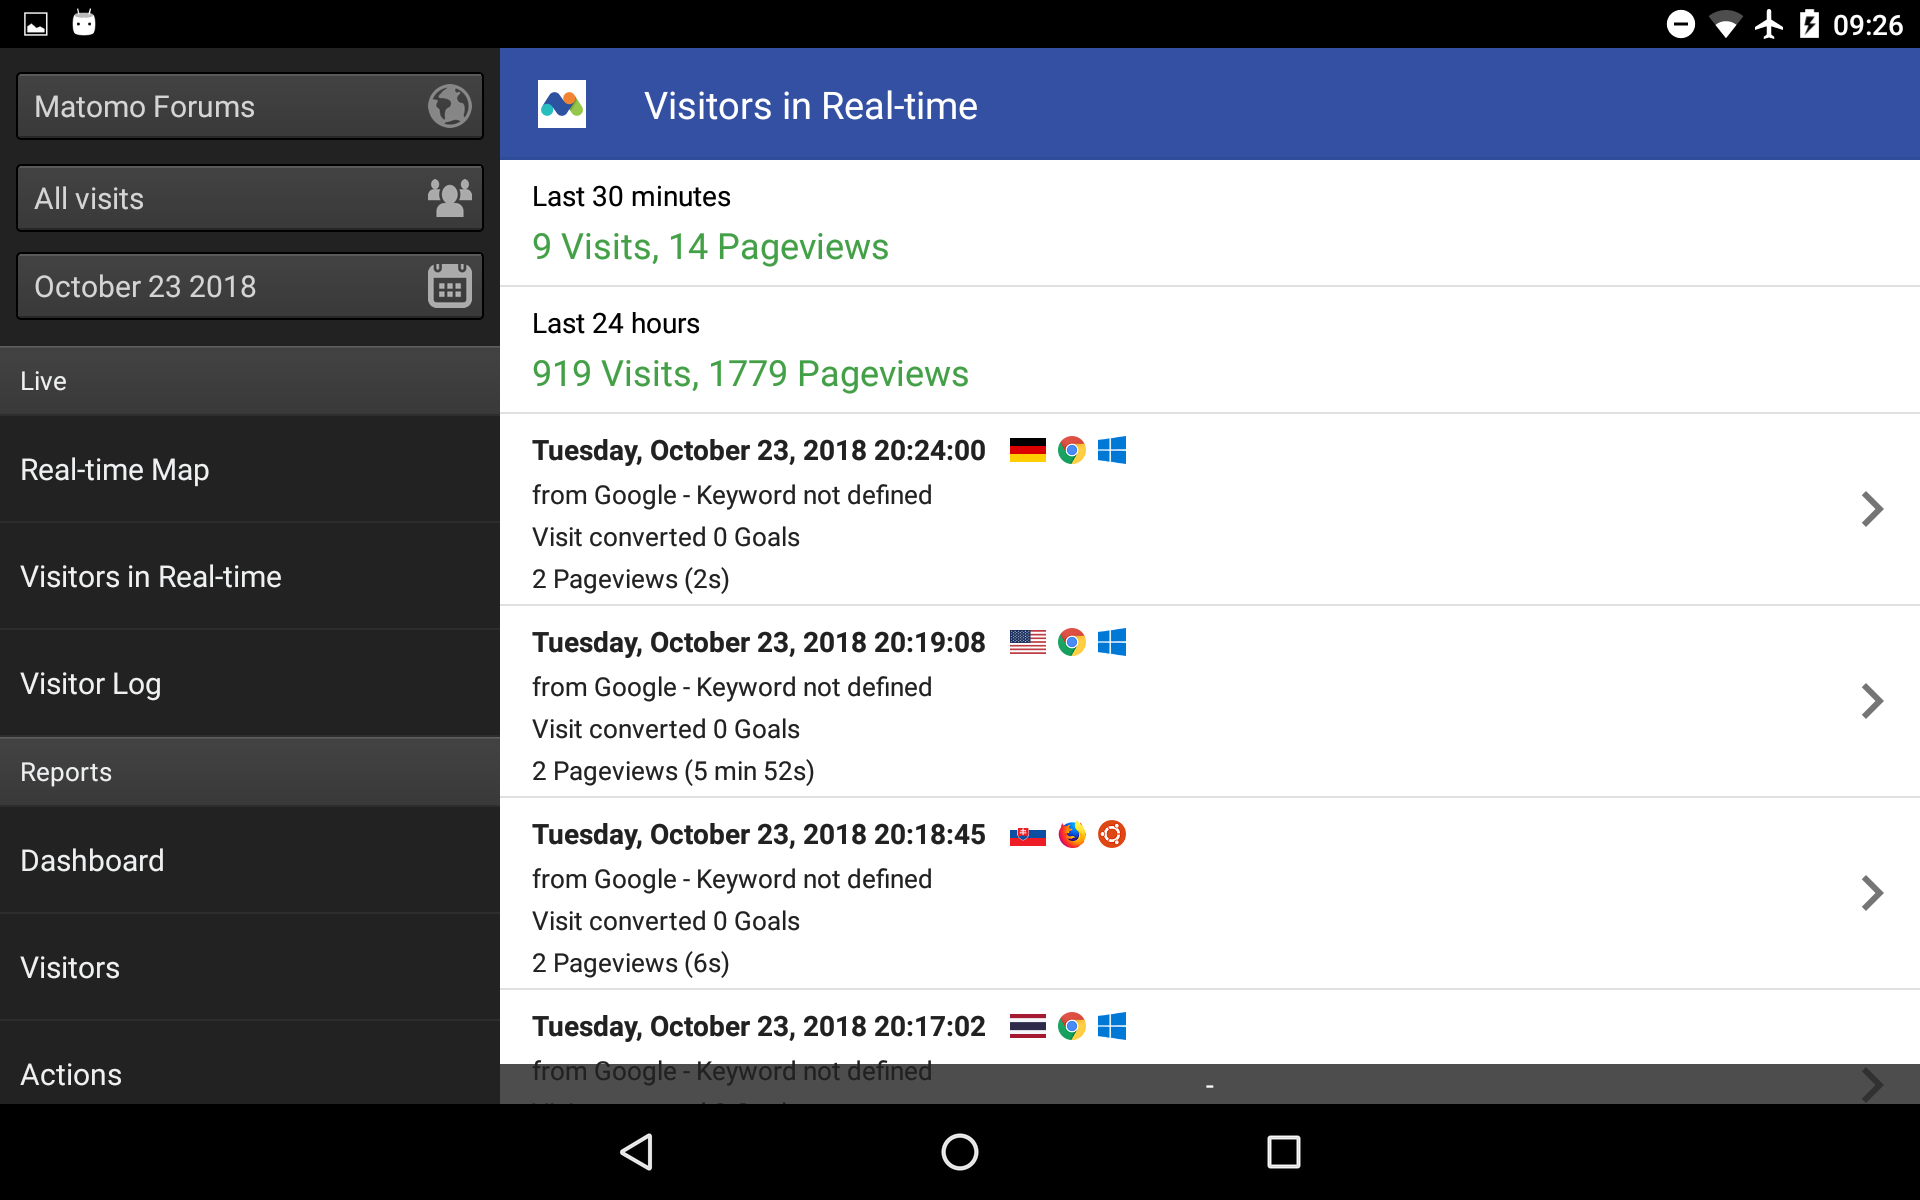 09:26
Matomo Forums
All visits
October 23 2018
Live
Real-time Map
Visitors in Real-time
Visitor Log
Reports
Dashboard
Visitors
Actions
Visitors in Real-time
Last 30 minutes
9 Visits, 14 Pageviews
Last 24 hours
919 Visits, 1779 Pageviews
Tuesday, October 23, 2018 20:24:00
from Google - Keyword not defined
Visit converted 0 Goals
2 Pageviews (2s)
Tuesday, October 23, 2018 20:19:08
from Google - Keyword not defined
Visit converted 0 Goals
2 Pageviews (5 min 52s)
Tuesday, October 23, 2018 20:18:45
from Google - Keyword not defined
Visit converted 0 Goals
2 Pageviews (6s)
Tuesday, October 23, 2018 20:17:02
from Google - Keyword not defined
-